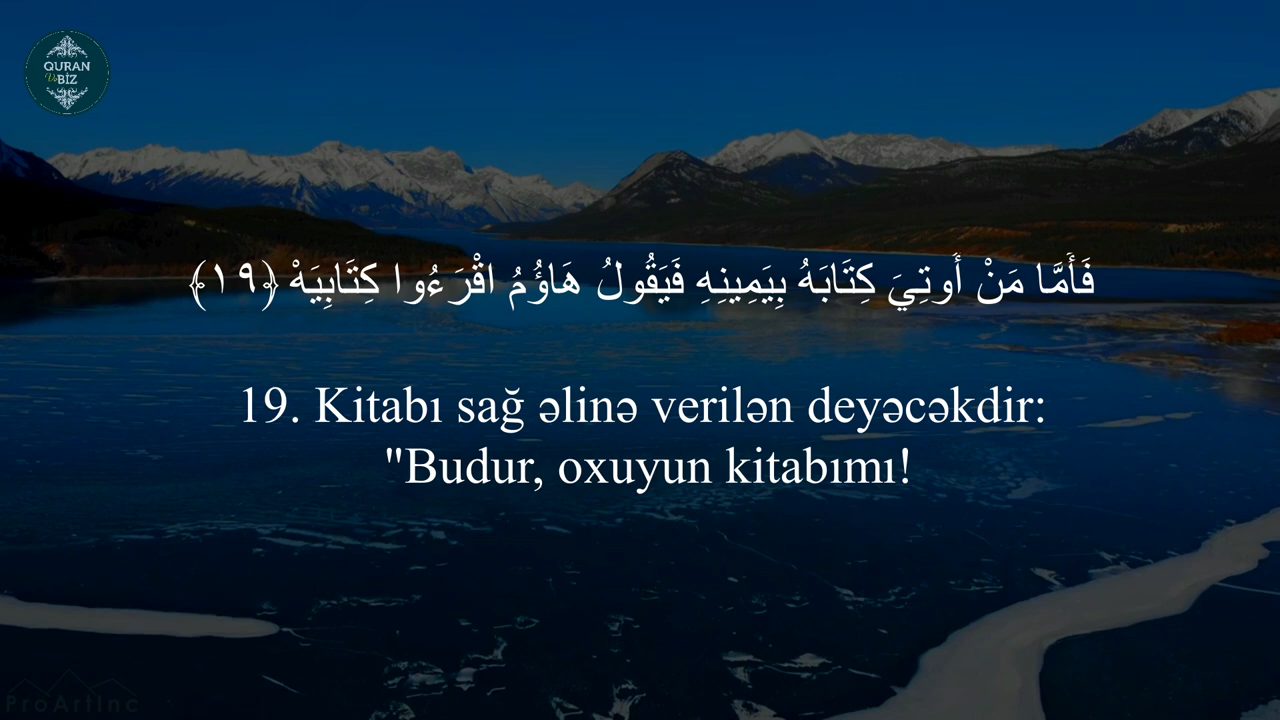 QURAN
Və
BİZ
فَأَمَّا مَنْ أُوتِيَ كِتَابَهُ بِيَمِينِهِ فَيَقُولُ هَاؤُمُ اقْرَءُوا كِتَابِيَهْ ﴿١٩﴾
19. Kitabı sağ əlinə verilən deyəcəkdir:
"Budur, oxuyun kitabımı!
ProArtInc